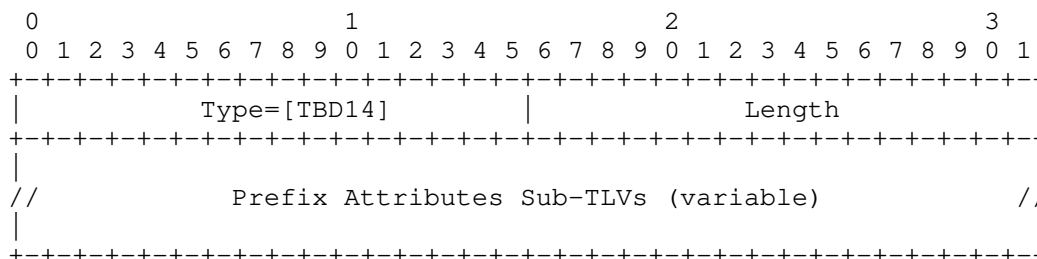 0                   1                   2                   3
 0 1 2 3 4 5 6 7 8 9 0 1 2 3 4 5 6 7 8 9 0 1 2 3 4 5 6 7 8 9 0 1
+-+-+-+-+-+-+-+-+-+-+-+-+-+-+-+-+-+-+-+-+-+-+-+-+-+-+-+-+-+-+-+--
|           Type=[TBD14]        |             Length
+-+-+-+-+-+-+-+-+-+-+-+-+-+-+-+-+-+-+-+-+-+-+-+-+-+-+-+-+-+-+-+--
|
//            Prefix Attributes Sub-TLVs (variable)            //
|
+-+-+-+-+-+-+-+-+-+-+-+-+-+-+-+-+-+-+-+-+-+-+-+-+-+-+-+-+-+-+-+--